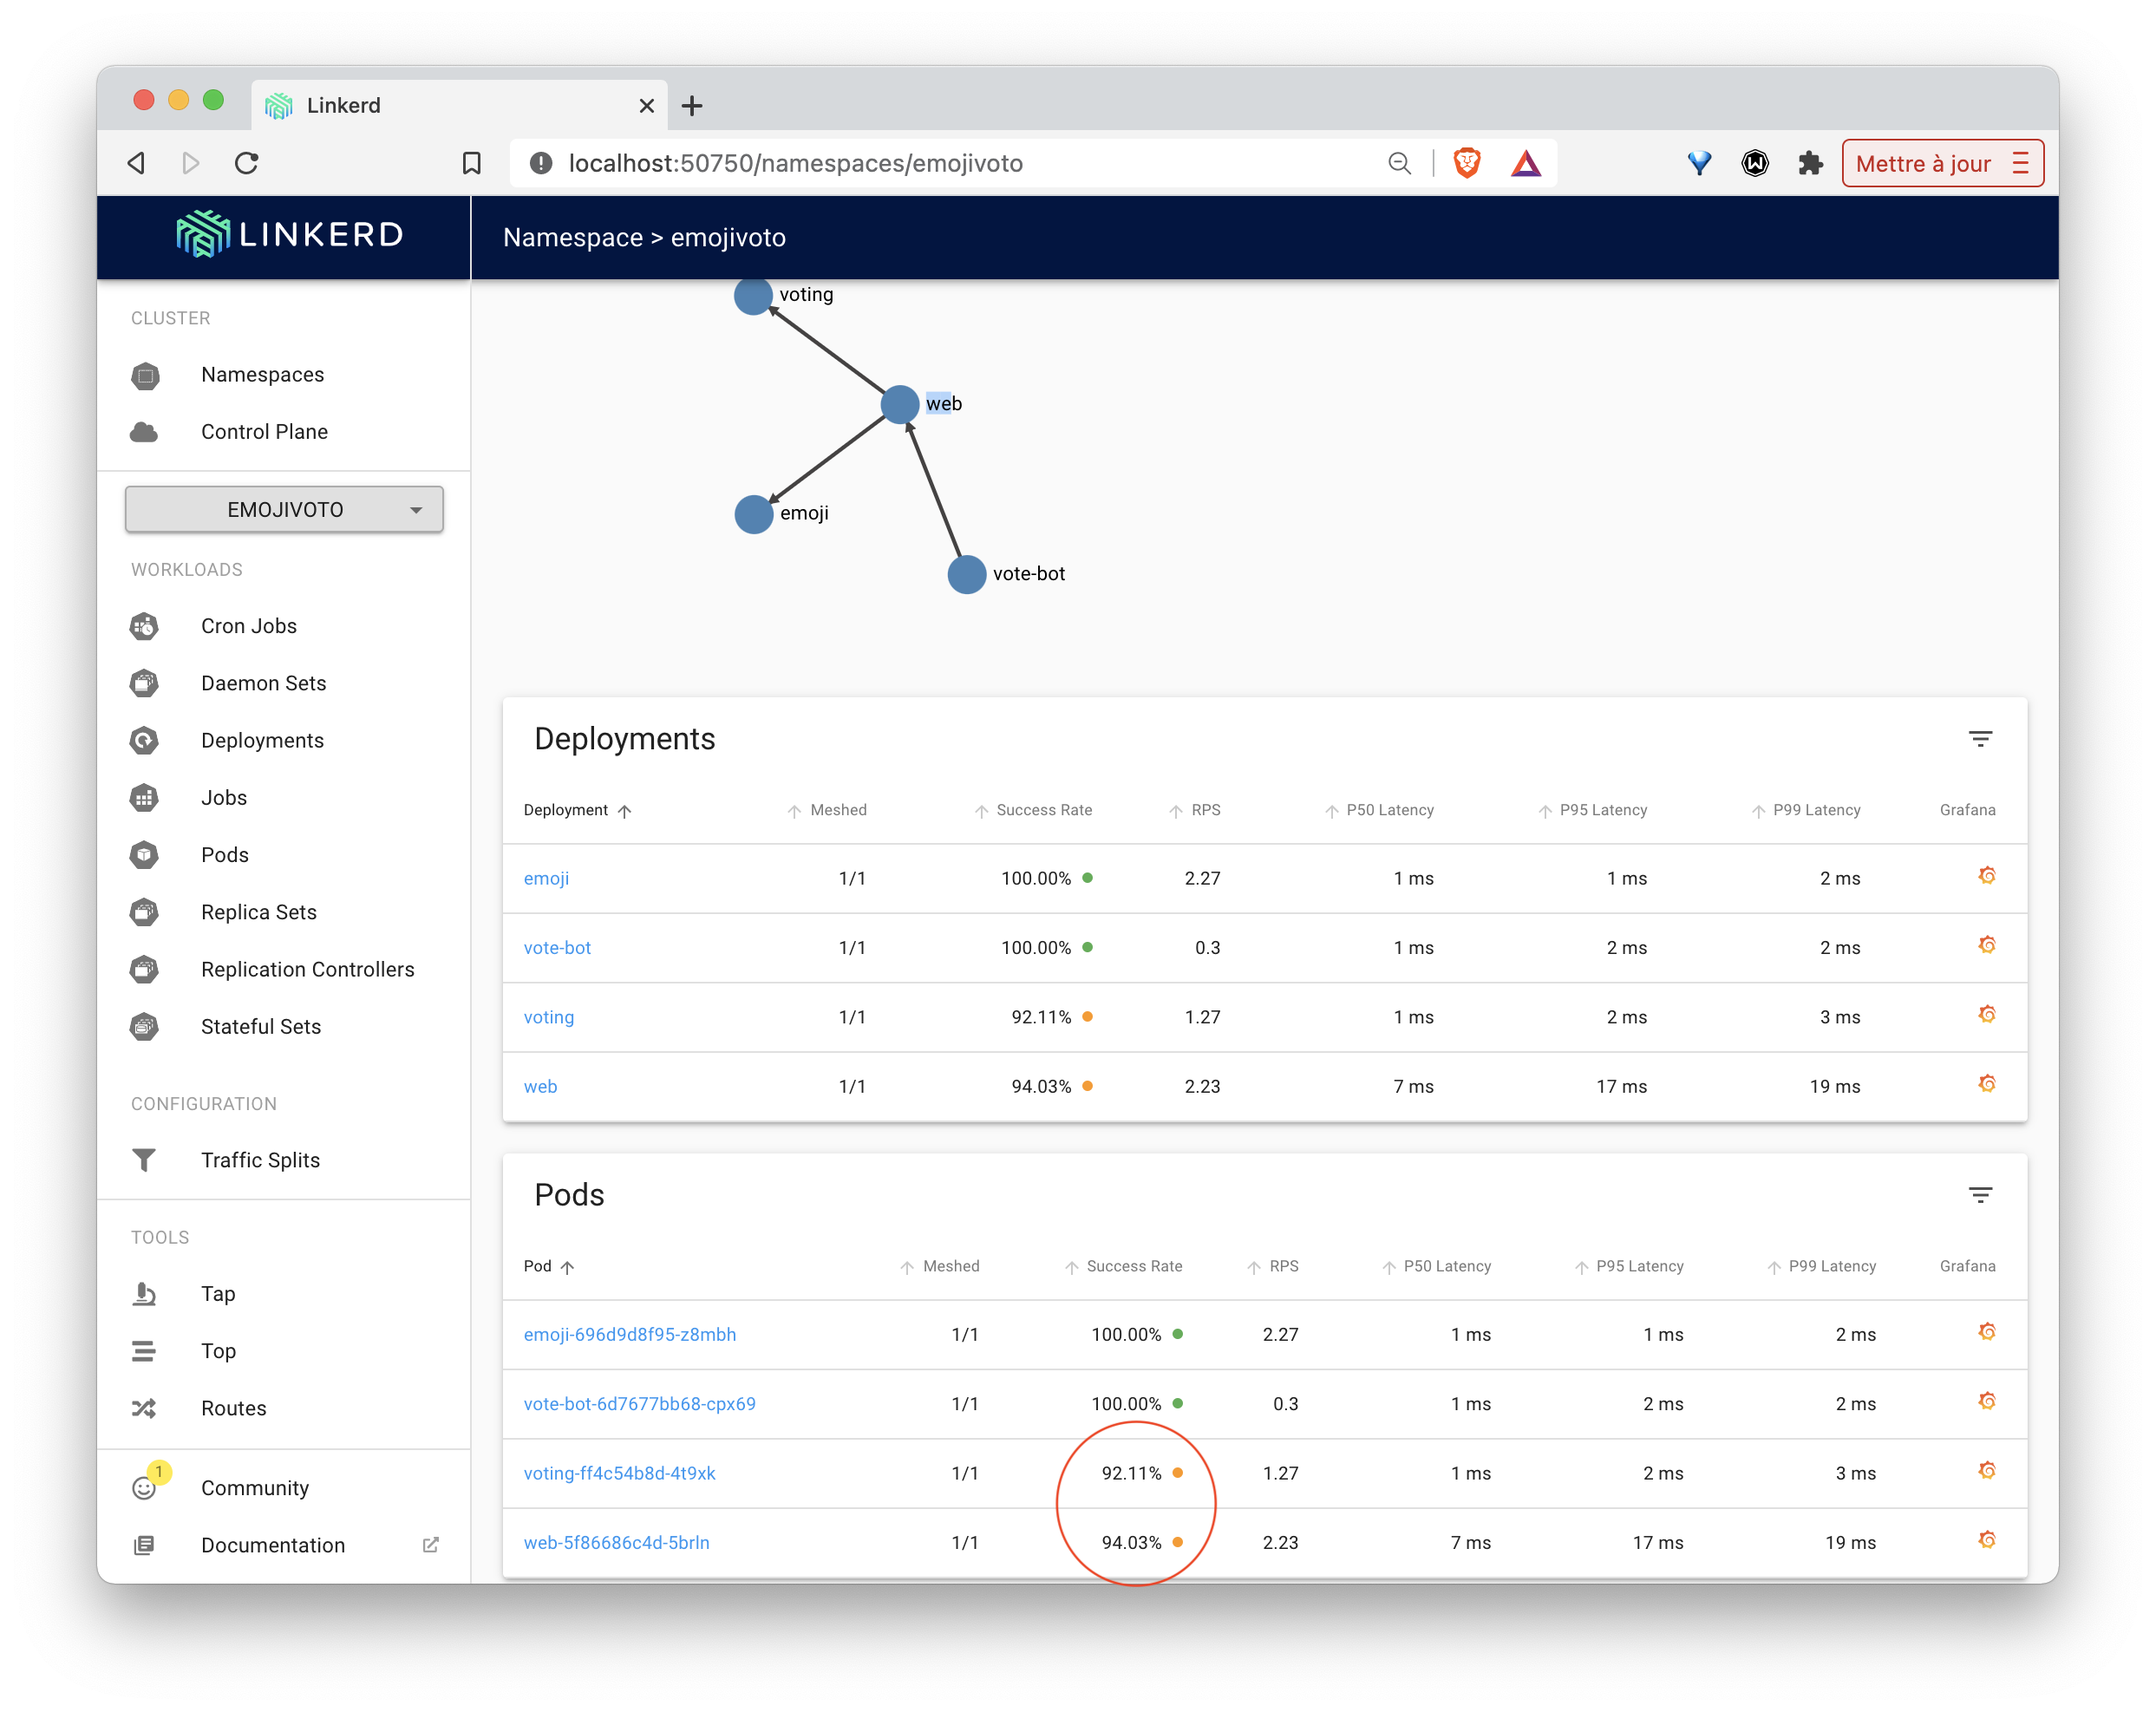 Linkerd
localhost:50750/namespaces/emojivoto
Mettre à jour
LINKERD
Namespace > emojivoto
CLUSTER
Namespaces
Control Plane
EMOJIVOTO
WORKLOADS
Cron Jobs
Daemon Sets
Deployments
Jobs
Pods
Replica Sets
Replication Controllers
Stateful Sets
CONFIGURATION
Traffic Splits
TOOLS
Tap
Top
Routes
1
Community
Documentation
voting
web
emoji
vote-bot
Deployments
Deployment Meshed Success Rate RPS P50 Latency P95 Latency P99 Latency Grafana
emoji 1/1 100.00% 2.27 1 ms 1 ms 2 ms
vote-bot 1/1 100.00% 0.3 1 ms 2 ms 2 ms
voting 1/1 92.11% 1.27 1 ms 2 ms 3 ms
web 1/1 94.03% 2.23 7 ms 17 ms 19 ms
Pods
Pod Meshed Success Rate RPS P50 Latency P95 Latency P99 Latency Grafana
emoji-696d9d8f95-z8mbh 1/1 100.00% 2.27 1 ms 1 ms 2 ms
vote-bot-6d7677bb68-cpx69 1/1 100.00% 0.3 1 ms 2 ms 2 ms
voting-ff4c54b8d-4t9xk 1/1 92.11% 1.27 1 ms 2 ms 3 ms
web-5f86686c4d-5brln 1/1 94.03% 2.23 7 ms 17 ms 19 ms